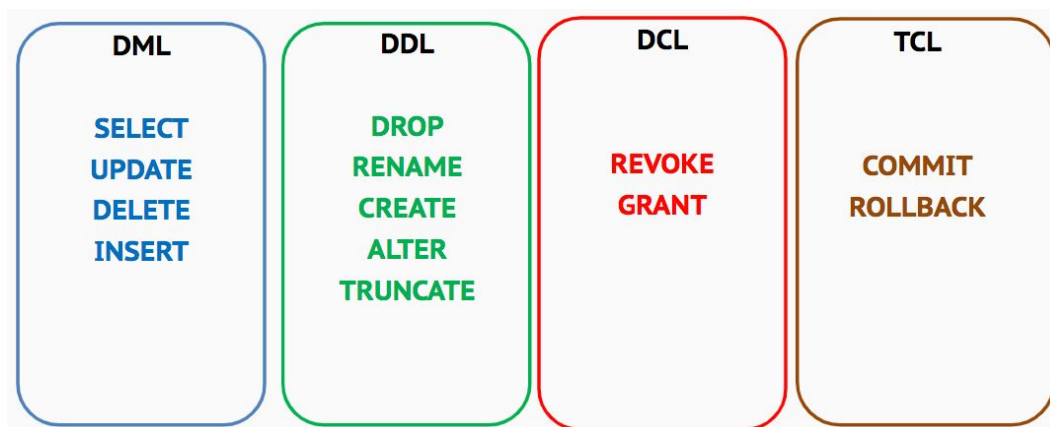 DML
SELECT
UPDATE
DELETE
INSERT
DDL
DROP
RENAME
CREATE
ALTER
TRUNCATE
DCL
REVOKE
GRANT
TCL
COMMIT
ROLLBACK